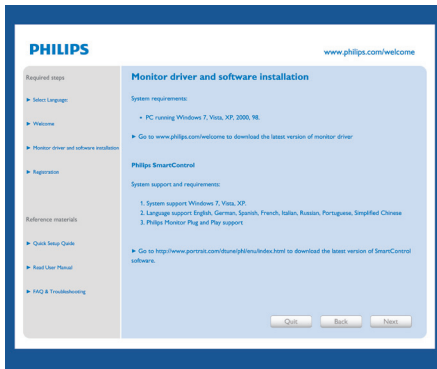 PHILIPS
www.philips.com/welcome
Required steps
► Select Language
► Welcome
► Monitor driver and software installation
► Registration
Reference materials
► Quick Setup Guide
► Read User Manual
► FAQ & Troubleshooting
Monitor driver and software installation
System requirements:
• PC running Windows 7, Vista, XP, 2000, 98.
► Go to www.philips.com/welcome to download the latest version of monitor driver
Philips SmartControl
System support and requirements:
1. System support Windows 7, Vista, XP.
2. Language support English, German, Spanish, French, Italian, Russian, Portuguese, Simplified Chinese
3. Philips Monitor Plug and Play support
► Go to http://www.portrait.com/dtune/phl/enu/index.html to download the latest version of SmartControl
software.
Quit
Back
Next